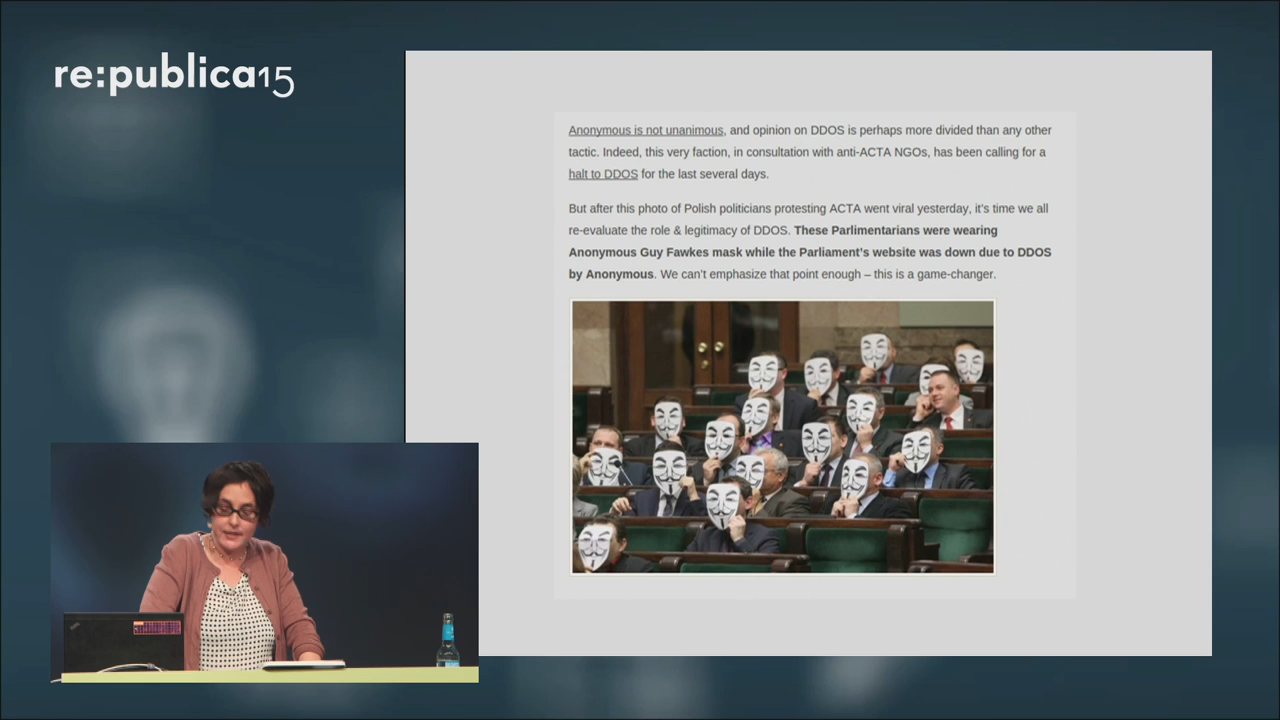 re:publica15
Anonymous is not unanimous, and opinion on DDOS is perhaps more divided than any other
tactic. Indeed, this very faction, in consultation with anti-ACTA NGOs, has been calling for a
halt to DDOS for the last several days.
But after this photo of Polish politicians protesting ACTA went viral yesterday, it's time we all
re-evaluate the role & legitimacy of DDOS. These Parlimentarians were wearing
Anonymous Guy Fawkes mask while the Parliament's website was down due to DDOS
by Anonymous. We can't emphasize that point enough – this is a game-changer.